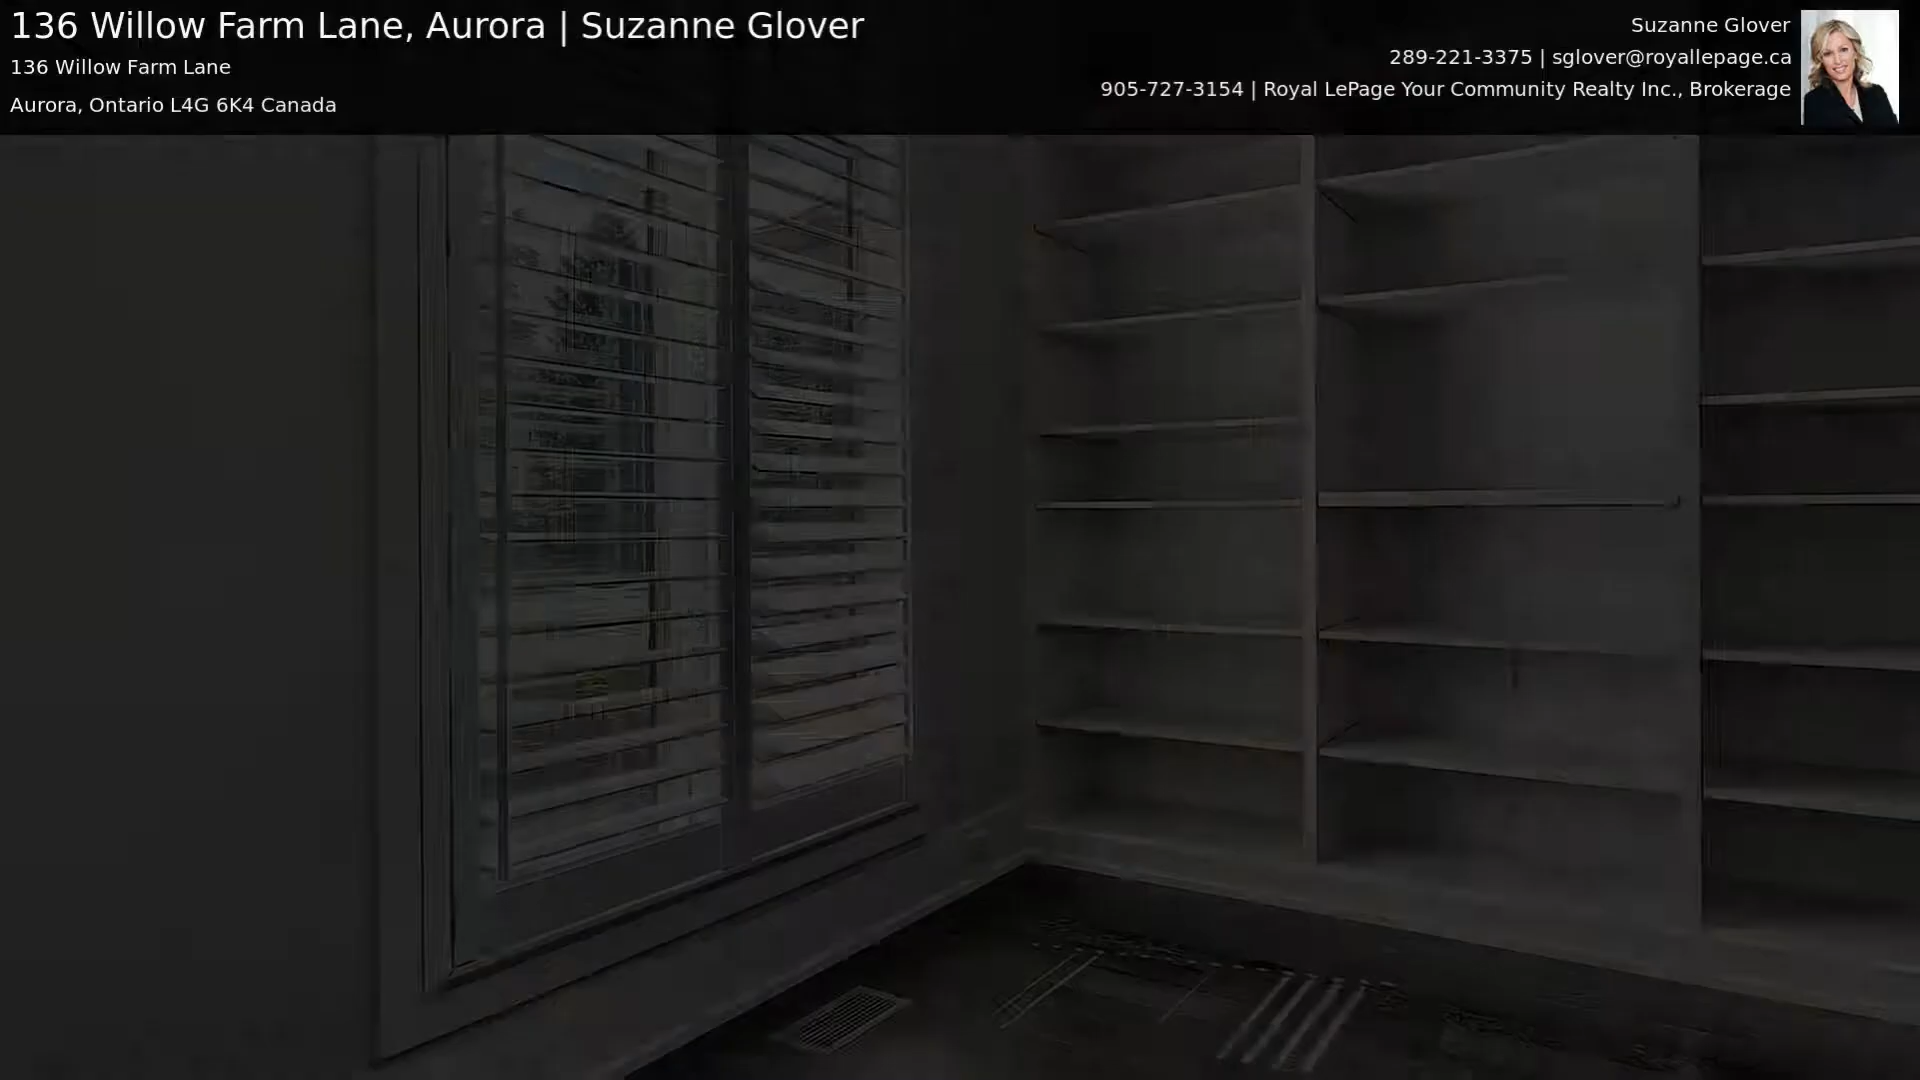 136 Willow Farm Lane, Aurora | Suzanne Glover
136 Willow Farm Lane
Aurora, Ontario L4G 6K4 Canada
Suzanne Glover
289-221-3375 | sglover@royallepage.ca
905-727-3154 | Royal LePage Your Community Realty Inc., Brokerage